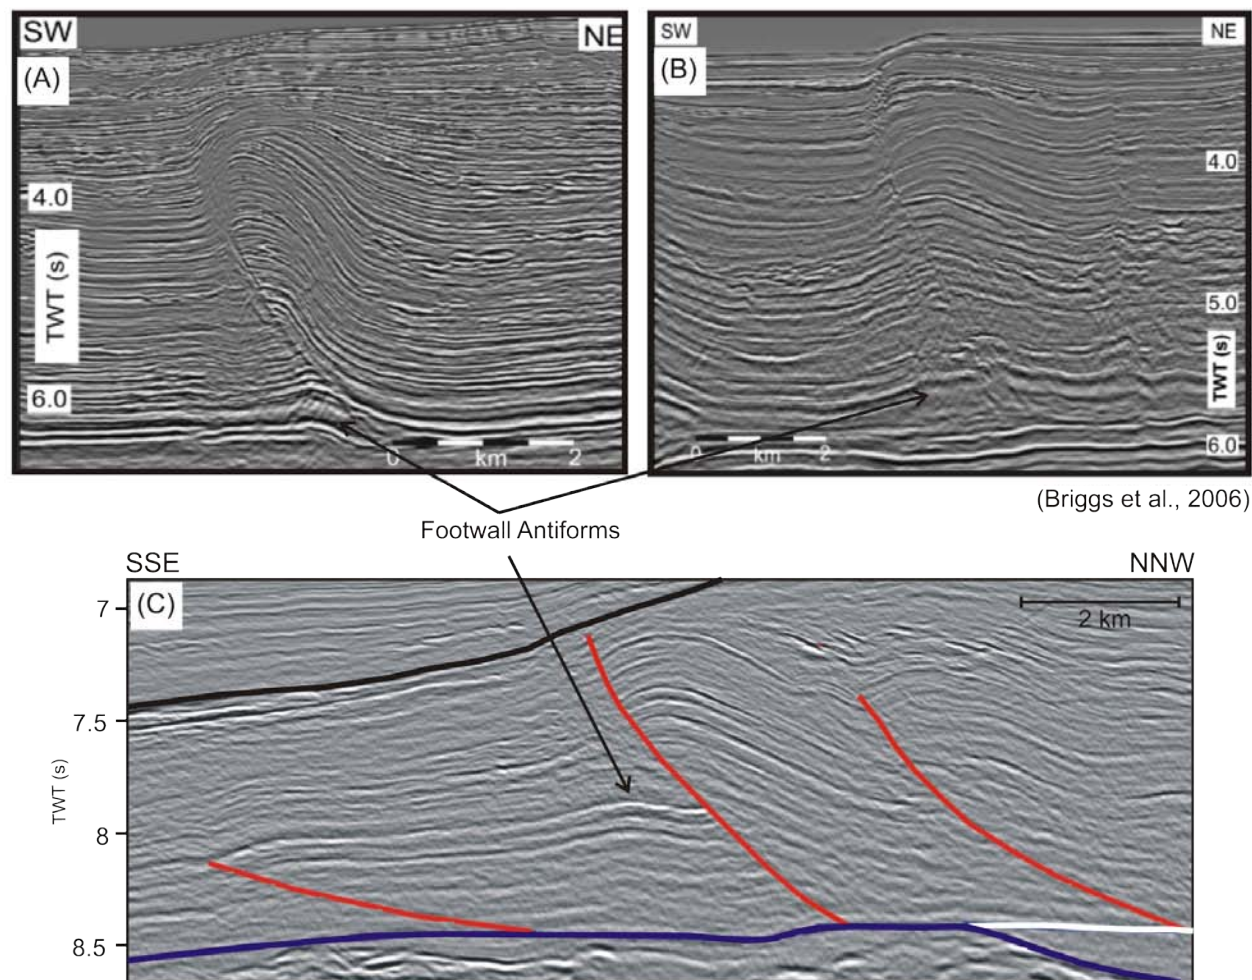 SW
NE
(A)
4.0
TWT (s)
6.0
0 km 2
SW
NE
(B)
4.0
5.0
TWT (s)
6.0
0 km 2
(Briggs et al., 2006)
Footwall Antiforms
SSE
NNW
(C)
2 km
7
7.5
TWT (s)
8
8.5